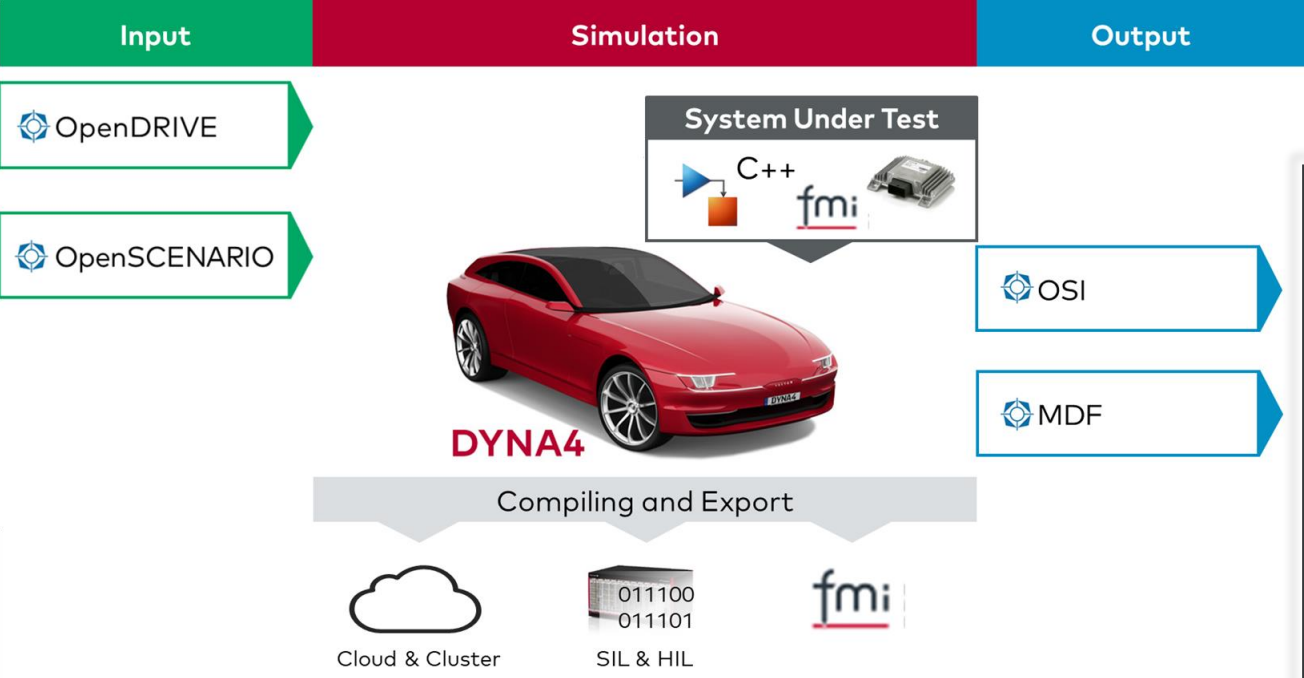 Input
Simulation
Output
OpenDRIVE
OpenSCENARIO
System Under Test
C++
fmi
OSI
MDF
DYNA4
DYNA4
Compiling and Export
011100
011101
fmi
Cloud & Cluster
SIL & HIL